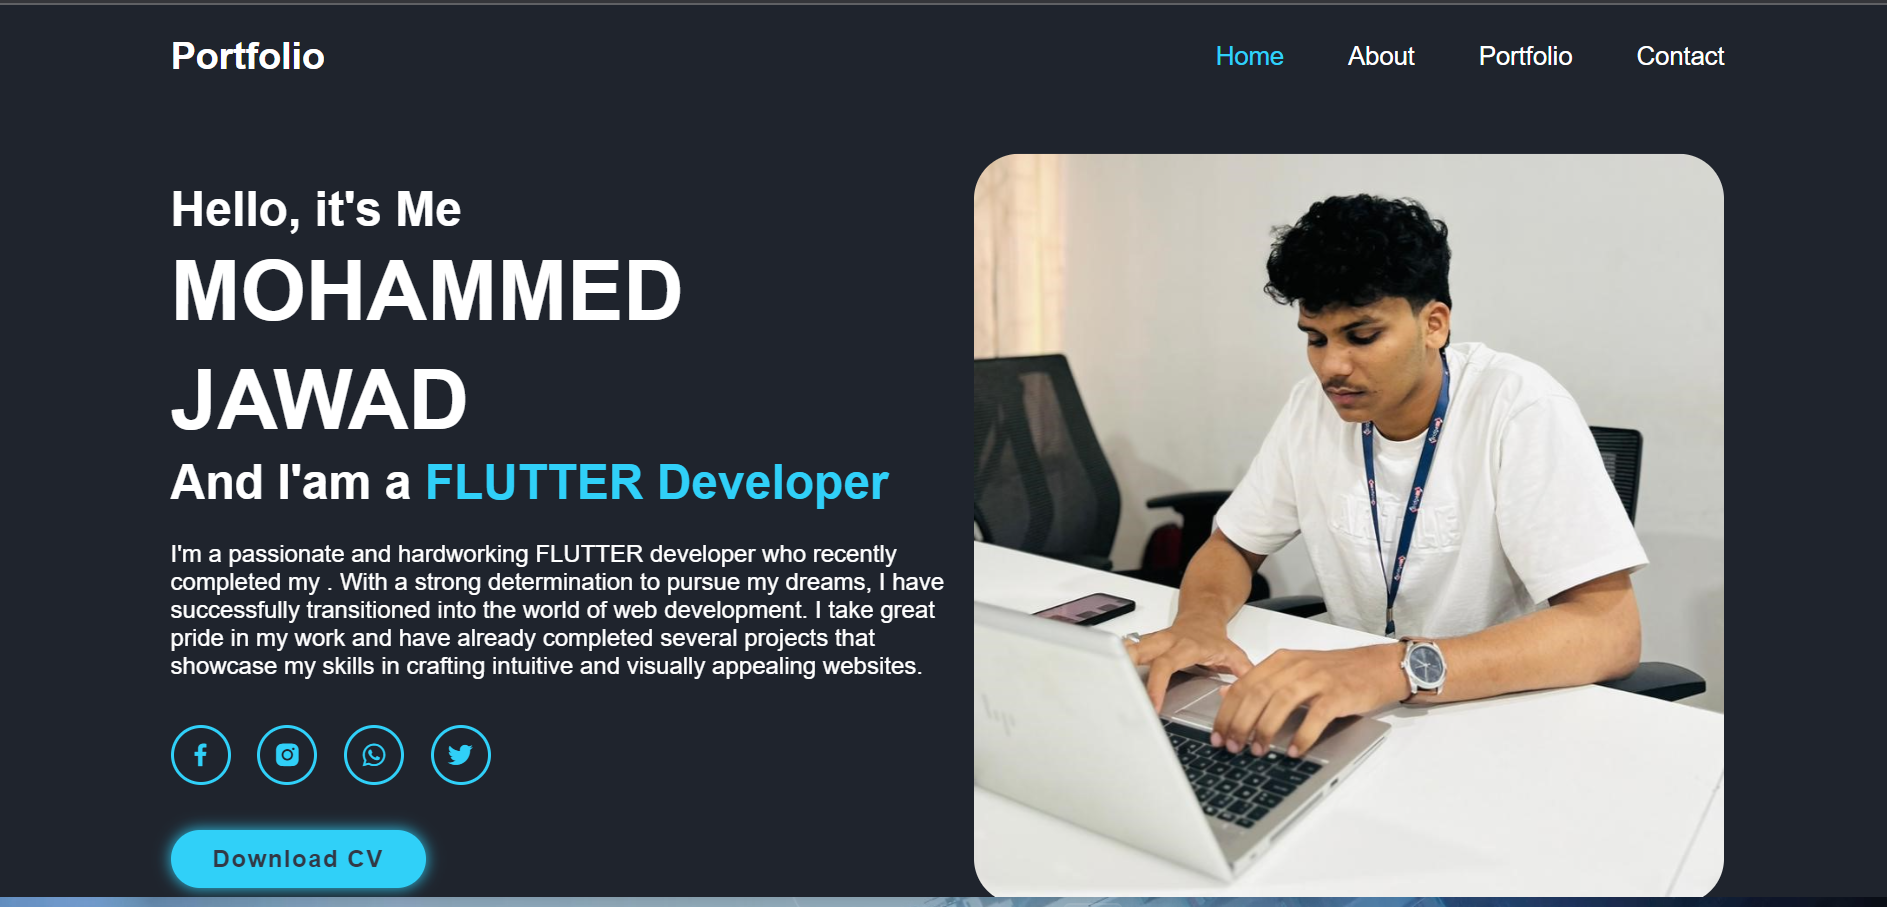 Portfolio
Home About Portfolio Contact
Hello, it's Me
MOHAMMED
JAWAD
And I'am a FLUTTER Developer
I'm a passionate and hardworking FLUTTER developer who recently
completed my . With a strong determination to pursue my dreams, I have
successfully transitioned into the world of web development. I take great
pride in my work and have already completed several projects that
showcase my skills in crafting intuitive and visually appealing websites.
Download CV